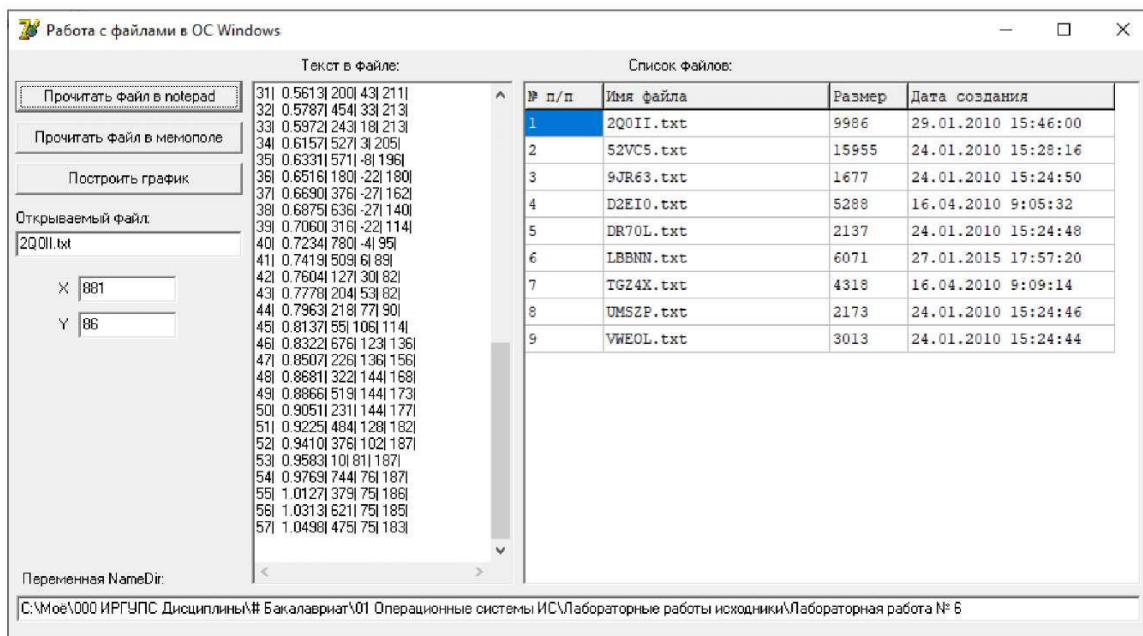 Работа с файлами в ОС Windows
Текст в файле:
Список файлов:
Прочитать файл в notepad
Прочитать файл в мемополе
Построить график
Открываемый файл:
2Q0II.txt
X 881
Y 86
31| 0.5613| 200| 43| 211|
32| 0.5787| 454| 33| 213|
33| 0.5972| 243| 18| 213|
34| 0.6157| 527| 3| 205|
35| 0.6331| 571| -8| 196|
36| 0.6516| 180| -22| 180|
37| 0.6690| 376| -27| 162|
38| 0.6875| 636| -27| 140|
39| 0.7060| 316| -22| 114|
40| 0.7234| 780| -4| 95|
41| 0.7419| 509| 6| 89|
42| 0.7604| 127| 30| 82|
43| 0.7778| 204| 53| 82|
44| 0.7963| 218| 77| 90|
45| 0.8137| 55| 106| 114|
46| 0.8322| 676| 123| 136|
47| 0.8507| 226| 136| 156|
48| 0.8681| 322| 144| 168|
49| 0.8866| 519| 144| 173|
50| 0.9051| 231| 144| 177|
51| 0.9225| 484| 128| 182|
52| 0.9410| 376| 102| 187|
53| 0.9583| 10| 81| 187|
54| 0.9769| 744| 76| 187|
55| 1.0127| 379| 75| 186|
56| 1.0313| 621| 75| 185|
57| 1.0498| 475| 75| 183|
№ п/п Имя файла Размер Дата создания
1 2Q0II.txt 9986 29.01.2010 15:46:00
2 52VC5.txt 15955 24.01.2010 15:28:16
3 9JR63.txt 1677 24.01.2010 15:24:50
4 D2EI0.txt 5288 16.04.2010 9:05:32
5 DR70L.txt 2137 24.01.2010 15:24:48
6 LBBNN.txt 6071 27.01.2015 17:57:20
7 TGZ4X.txt 4318 16.04.2010 9:09:14
8 UMSZP.txt 2173 24.01.2010 15:24:46
9 VWEOL.txt 3013 24.01.2010 15:24:44
Переменная NameDir:
C:\Моё\000 ИРГУПС Дисциплины\# Бакалавриат\01 Операционные системы ИС\Лабораторные работы исходники\Лабораторная работа № 6